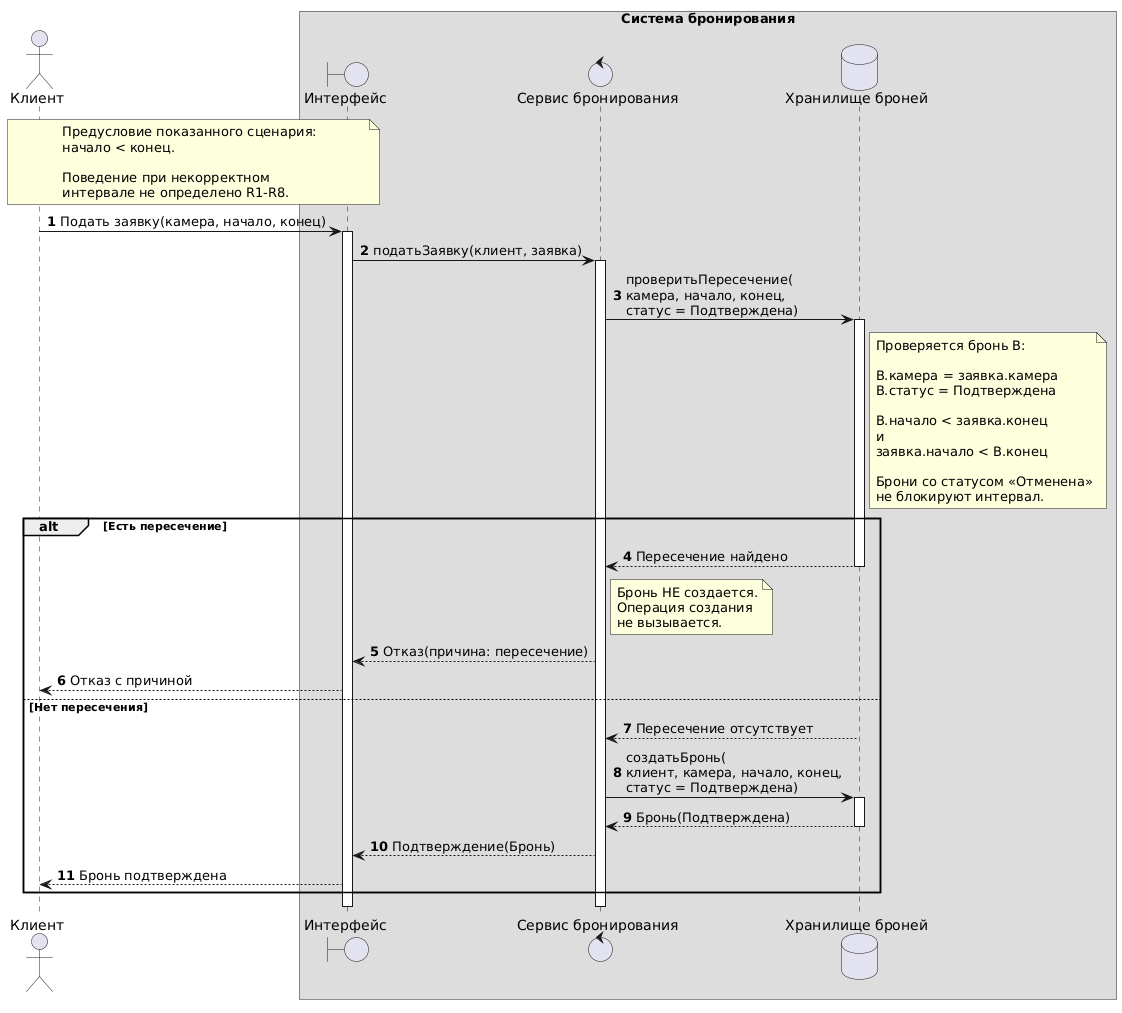 Система бронирования
Клиент
Интерфейс
Сервис бронирования
Хранилище броней
Предусловие показанного сценария:
начало < конец.
Поведение при некорректном
интервале не определено R1-R8.
1 Подать заявку(камера, начало, конец)
2 податьЗаявку(клиент, заявка)
проверитьПересечение(
3 камера, начало, конец,
статус = Подтверждена)
Проверяется бронь B:
B.камера = заявка.камера
B.статус = Подтверждена
B.начало < заявка.конец
и
заявка.начало < B.конец
Брони со статусом «Отменена»
не блокируют интервал.
alt [Есть пересечение]
4 Пересечение найдено
Бронь НЕ создается.
Операция создания
не вызывается.
5 Отказ(причина: пересечение)
6 Отказ с причиной
[Нет пересечения]
7 Пересечение отсутствует
создатьБронь(
8 клиент, камера, начало, конец,
статус = Подтверждена)
9 Бронь(Подтверждена)
10 Подтверждение(Бронь)
11 Бронь подтверждена
Клиент
Интерфейс
Сервис бронирования
Хранилище броней